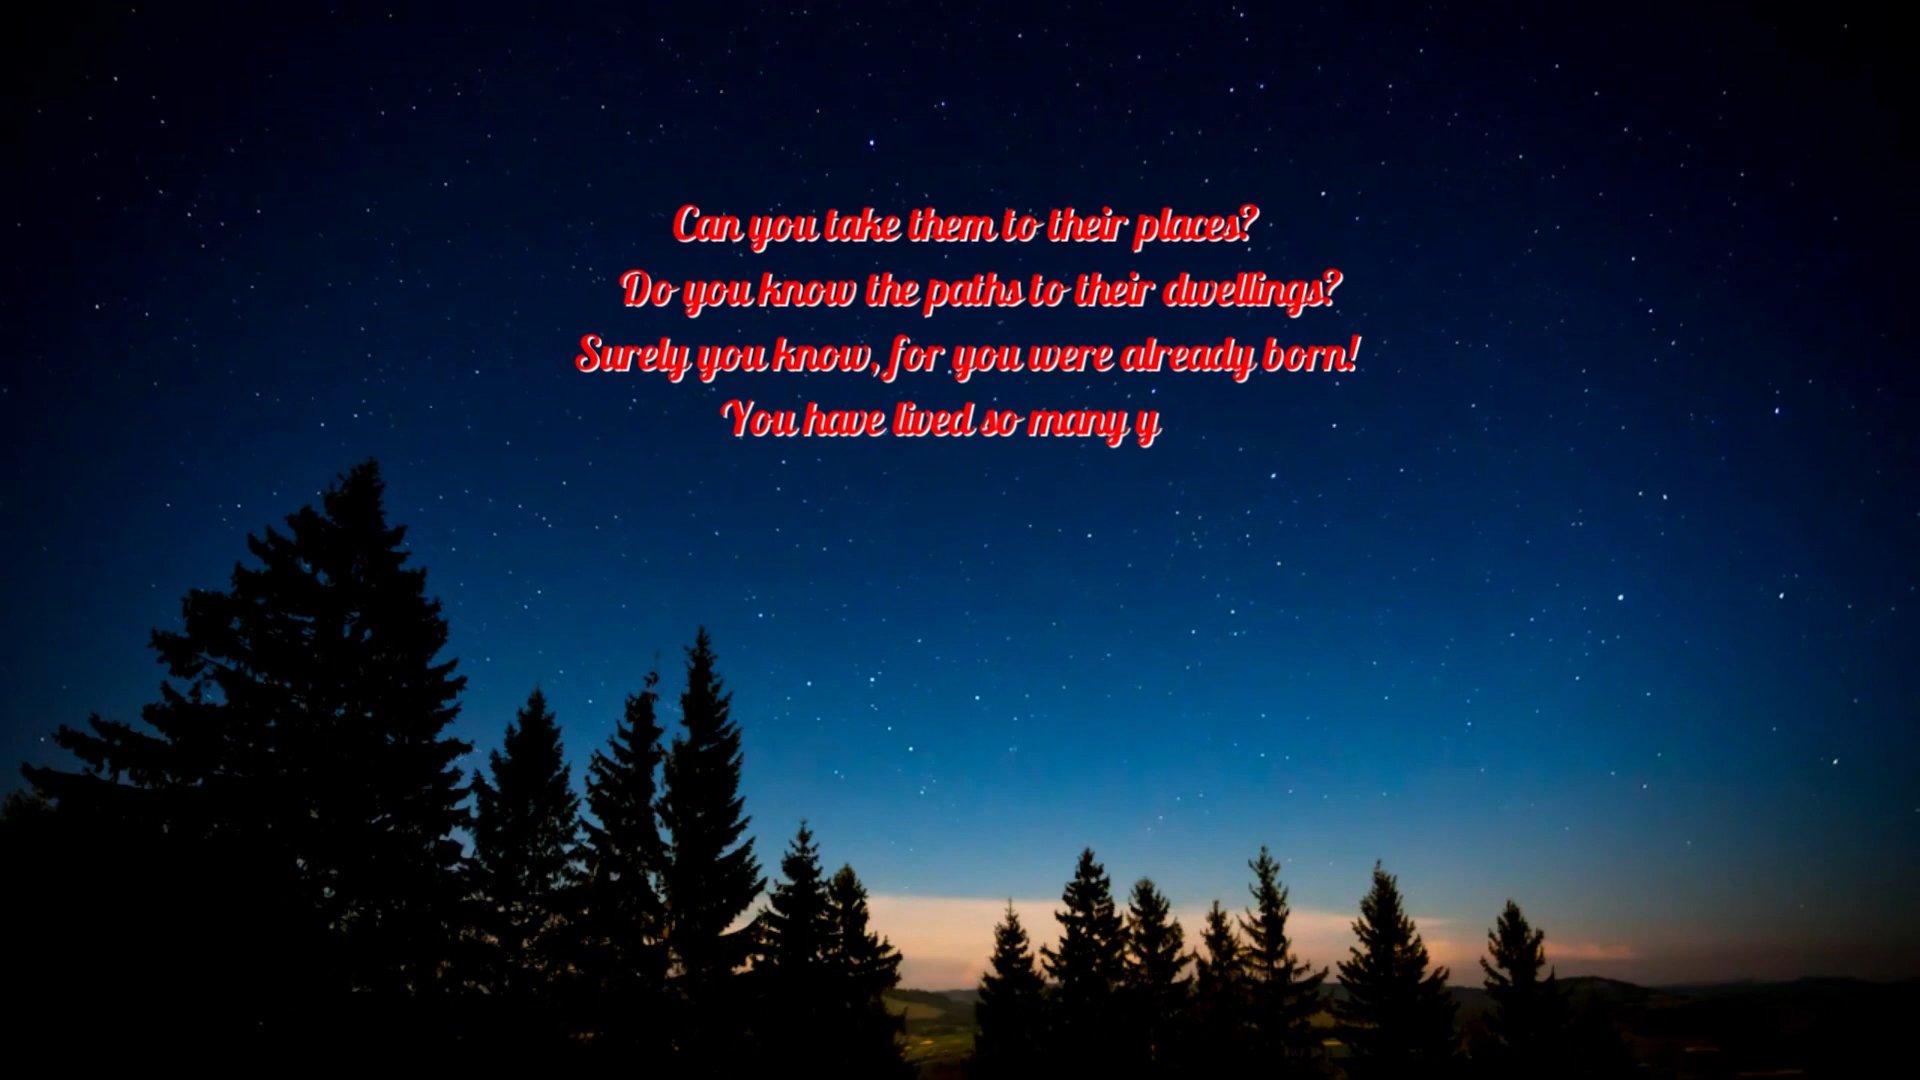 Can you take them to their places?
Do you know the paths to their dwellings?
Surely you know, for you were already born!
You have lived so many y